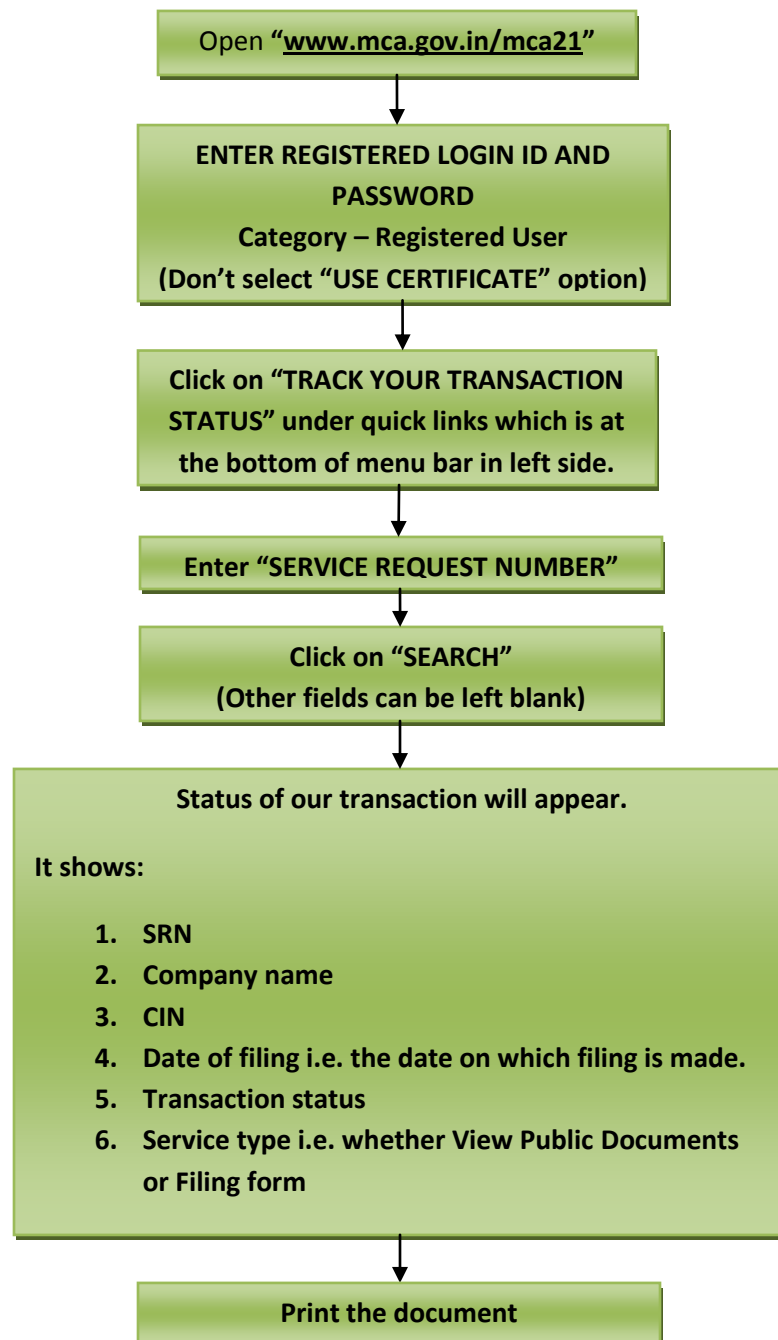 Open “www.mca.gov.in/mca21”
ENTER REGISTERED LOGIN ID AND
PASSWORD
Category – Registered User
(Don’t select “USE CERTIFICATE” option)
Click on “TRACK YOUR TRANSACTION
STATUS” under quick links which is at
the bottom of menu bar in left side.
Enter “SERVICE REQUEST NUMBER”
Click on “SEARCH”
(Other fields can be left blank)
Status of our transaction will appear.
It shows:
1. SRN
2. Company name
3. CIN
4. Date of filing i.e. the date on which filing is made.
5. Transaction status
6. Service type i.e. whether View Public Documents
or Filing form
Print the document